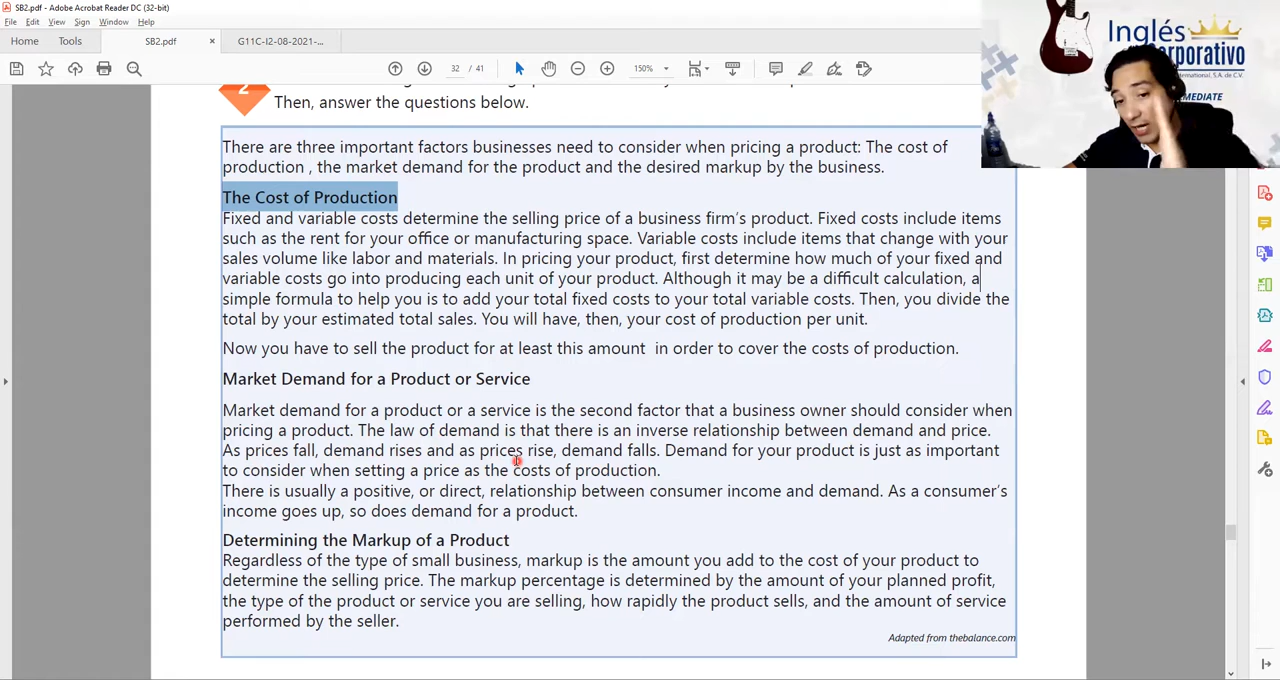 SB2.pdf - Adobe Acrobat Reader DC (32-bit)
File Edit View Sign Window Help
Home Tools SB2.pdf × G11C-I2-08-2021-...
32 / 41 150%
2
Then, answer the questions below.
There are three important factors businesses need to consider when pricing a product: The cost of
production , the market demand for the product and the desired markup by the business.
The Cost of Production
Fixed and variable costs determine the selling price of a business firm's product. Fixed costs include items
such as the rent for your office or manufacturing space. Variable costs include items that change with your
sales volume like labor and materials. In pricing your product, first determine how much of your fixed and
variable costs go into producing each unit of your product. Although it may be a difficult calculation, a
simple formula to help you is to add your total fixed costs to your total variable costs. Then, you divide the
total by your estimated total sales. You will have, then, your cost of production per unit.
Now you have to sell the product for at least this amount in order to cover the costs of production.
Market Demand for a Product or Service
Market demand for a product or a service is the second factor that a business owner should consider when
pricing a product. The law of demand is that there is an inverse relationship between demand and price.
As prices fall, demand rises and as prices rise, demand falls. Demand for your product is just as important
to consider when setting a price as the costs of production.
There is usually a positive, or direct, relationship between consumer income and demand. As a consumer's
income goes up, so does demand for a product.
Determining the Markup of a Product
Regardless of the type of small business, markup is the amount you add to the cost of your product to
determine the selling price. The markup percentage is determined by the amount of your planned profit,
the type of the product or service you are selling, how rapidly the product sells, and the amount of service
performed by the seller.
Adapted from thebalance.com
Inglés
International, S.A. de C.V.